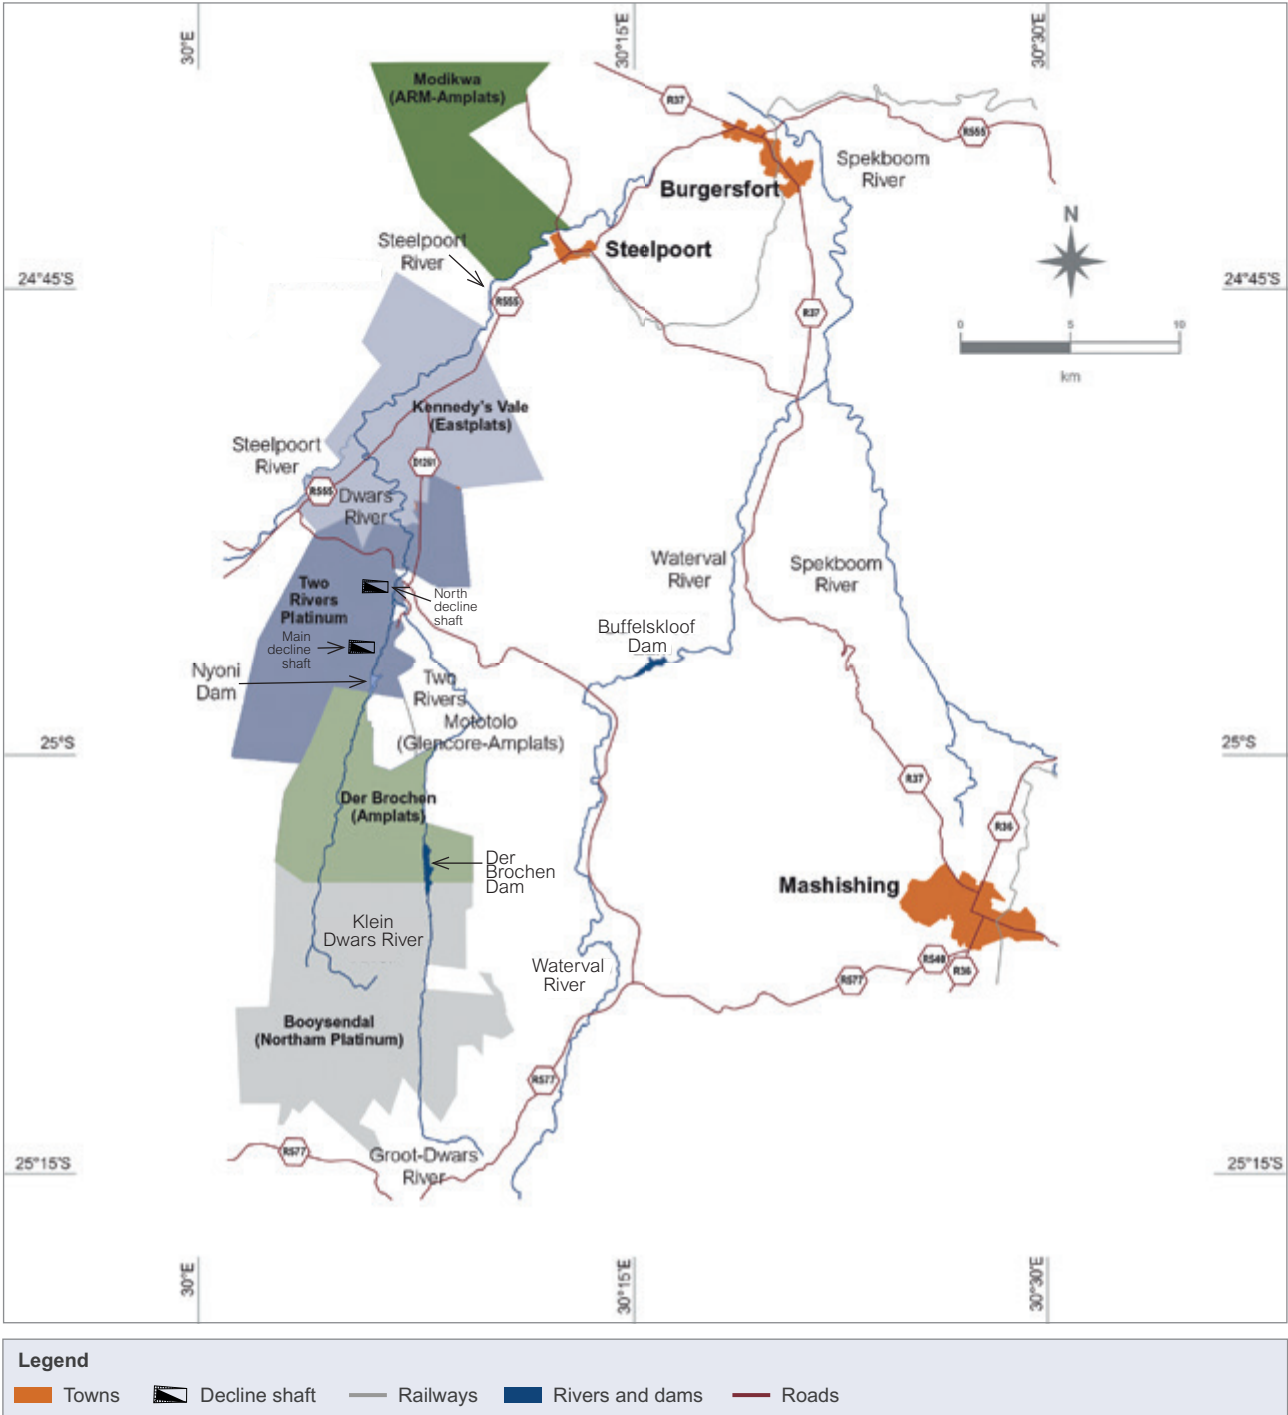 30°E
30°15'E
30°30'E
Modikwa
(ARM-Amplats)
R37
R555
Spekboom
River
Burgersfort
N
Steelpoort
River
Steelpoort
24°45'S
24°45'S
R555
R37
0
5
10
km
Kennedy's Vale
(Eastplats)
Steelpoort
River
D1261
R555
Dwars
River
Waterval
River
Spekboom
River
Two
Rivers
Platinum
North
decline
shaft
Main
decline
shaft
Buffelskloof
Dam
Nyoni
Dam
Two
Rivers
Mototolo
(Glencore-Amplats)
25°S
25°S
R37
Der Brochen
(Amplats)
R36
Der
Brochen
Dam
Mashishing
Klein
Dwars River
Waterval
River
R540
R36
R577
Booysendal
(Northam Platinum)
R577
R577
Groot-Dwars
River
25°15'S
25°15'S
30°E
30°15'E
30°30'E
Legend
Towns
Decline shaft
Railways
Rivers and dams
Roads